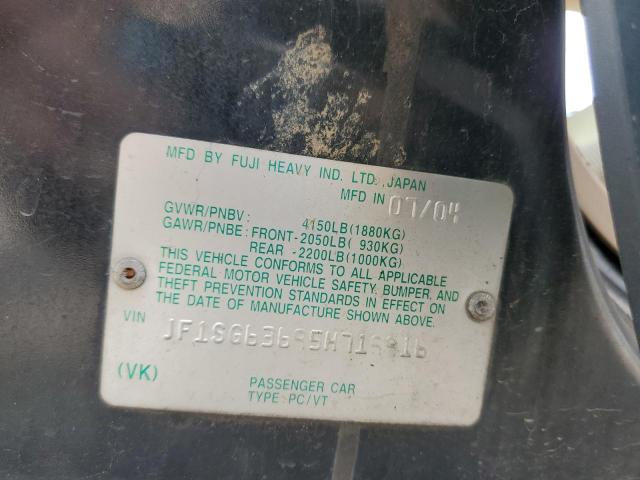 MFD BY FUJI HEAVY IND. LTD. JAPAN
MFD IN 07/04
GVWR/PNBV: 4150LB(1880KG)
GAWR/PNBE: FRONT-2050LB( 930KG)
REAR -2200LB(1000KG)
THIS VEHICLE CONFORMS TO ALL APPLICABLE
FEDERAL MOTOR VEHICLE SAFETY, BUMPER, AND
THEFT PREVENTION STANDARDS IN EFFECT ON
THE DATE OF MANUFACTURE SHOWN ABOVE.
VIN
(VK)
PASSENGER CAR
TYPE: PC/VT